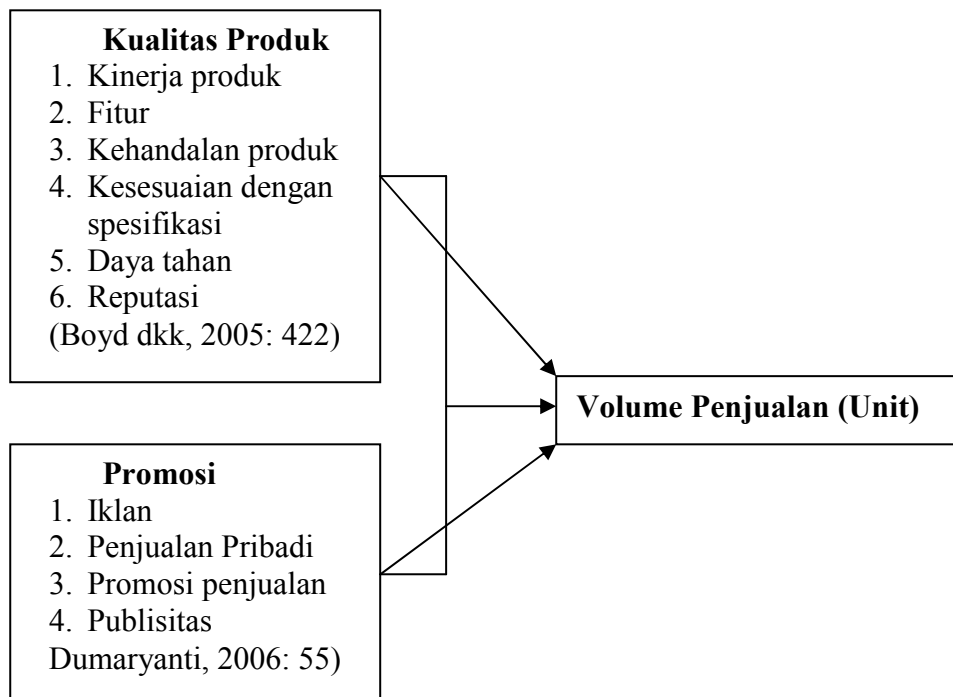 Kualitas Produk
1. Kinerja produk
2. Fitur
3. Kehandalan produk
4. Kesesuaian dengan
spesifikasi
5. Daya tahan
6. Reputasi
(Boyd dkk, 2005: 422)
Volume Penjualan (Unit)
Promosi
1. Iklan
2. Penjualan Pribadi
3. Promosi penjualan
4. Publisitas
Dumaryanti, 2006: 55)